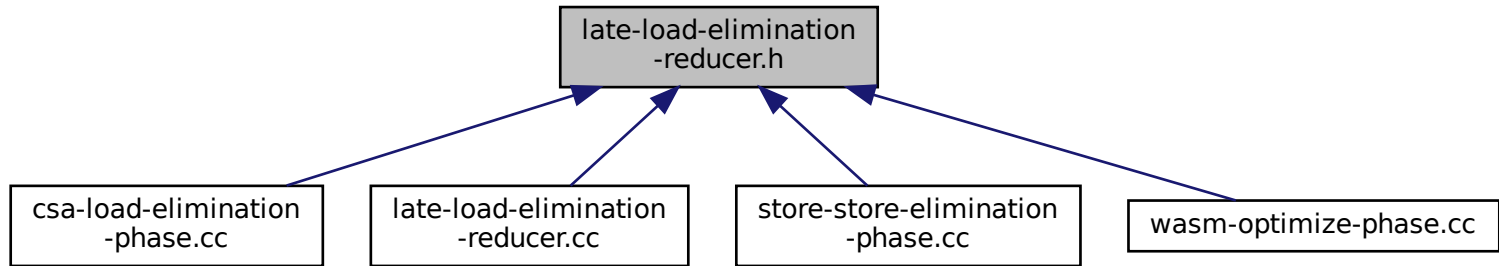 late-load-elimination
-reducer.h
csa-load-elimination
-phase.cc
late-load-elimination
-reducer.cc
store-store-elimination
-phase.cc
wasm-optimize-phase.cc